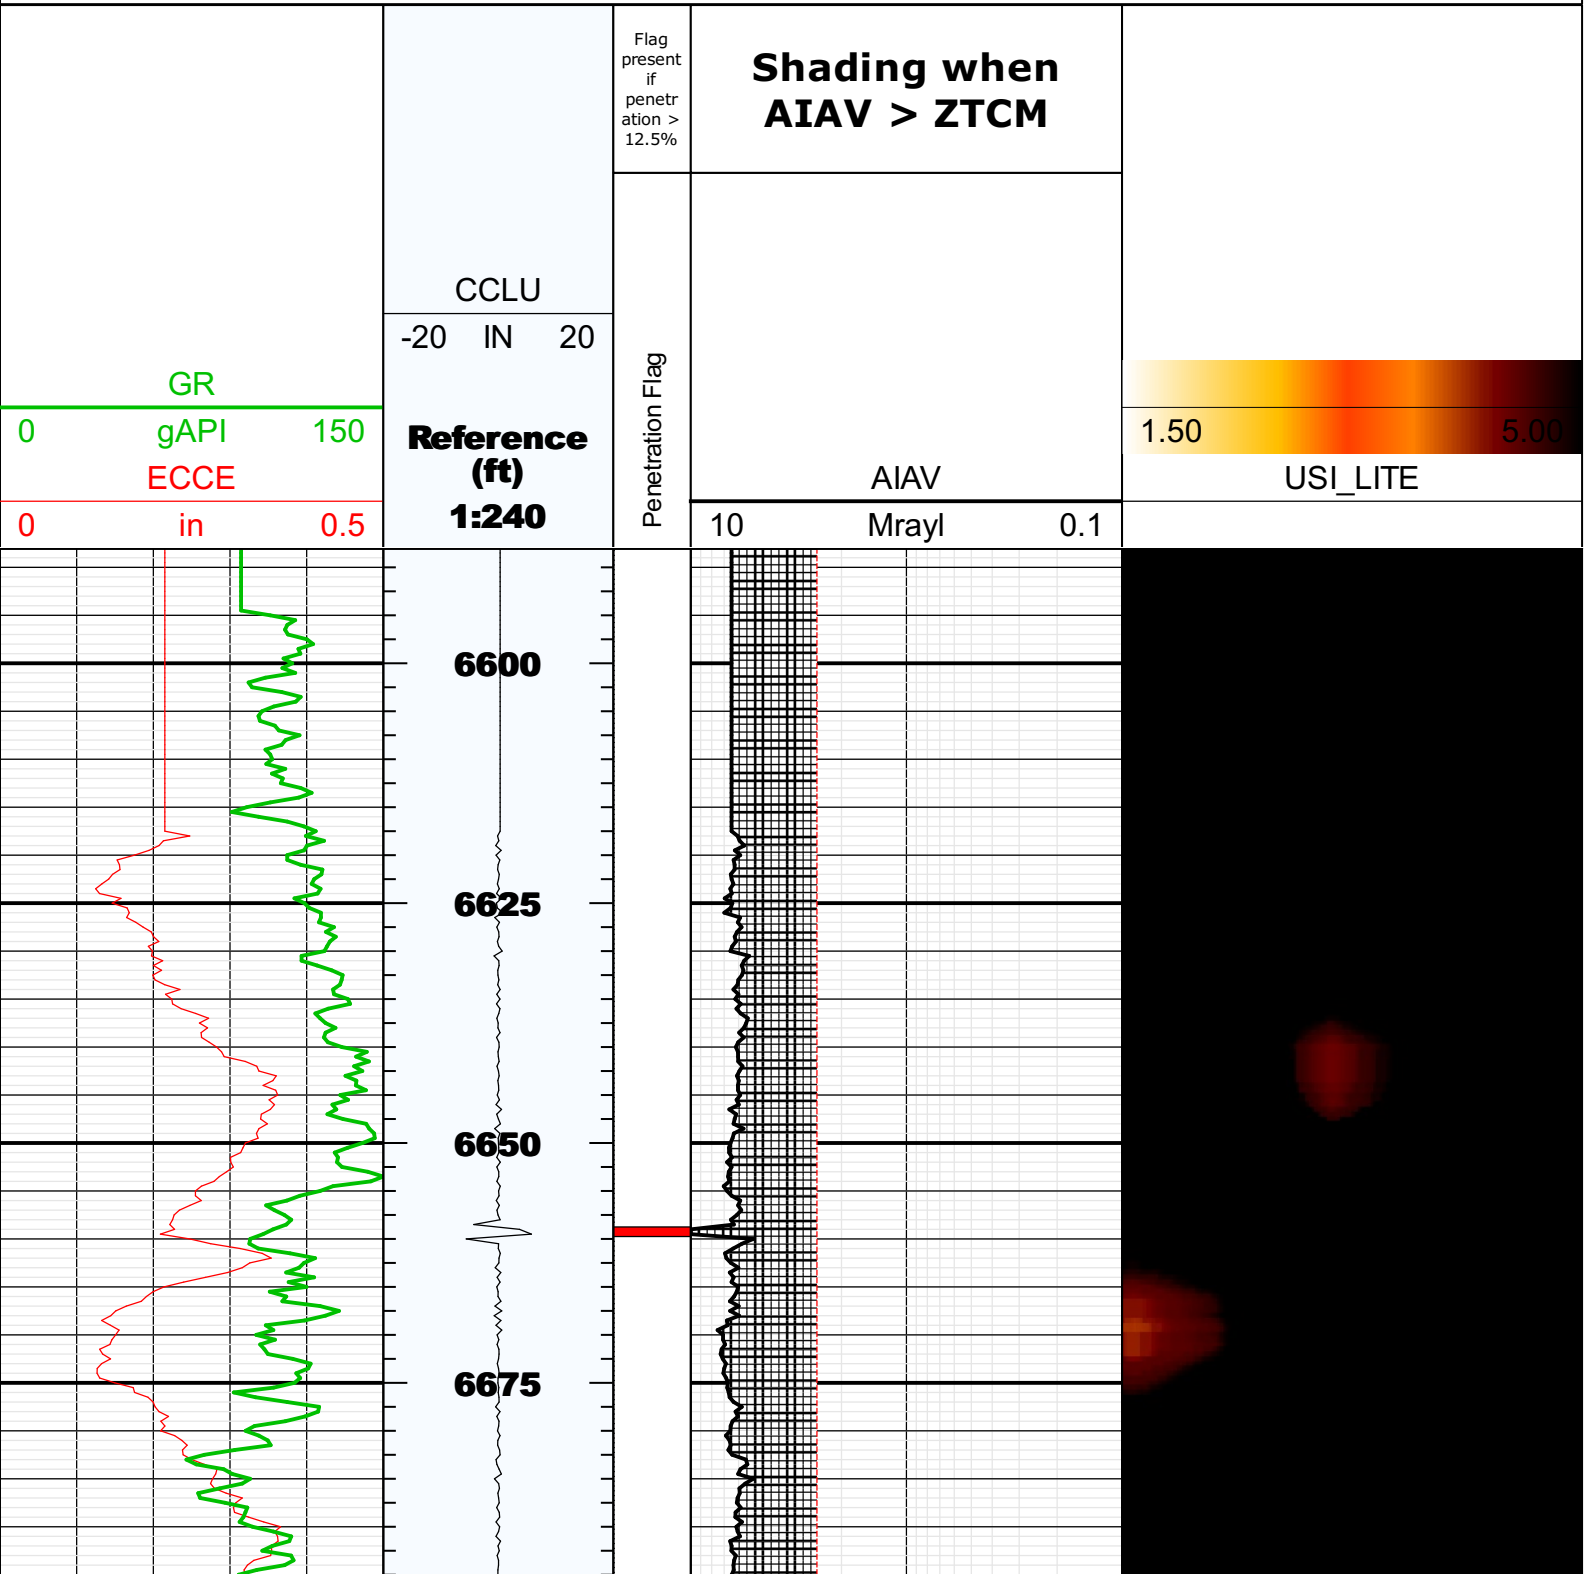 Flag
present
if
penetr
ation >
12.5%
Shading when
AIAV > ZTCM
CCLU
-20 IN 20
GR
0 gAPI 150
ECCE
0 in 0.5
Reference
(ft)
1:240
Penetration Flag
AIAV
10 Mrayl 0.1
1.50 5.00
USI_LITE
6600
6625
6650
6675